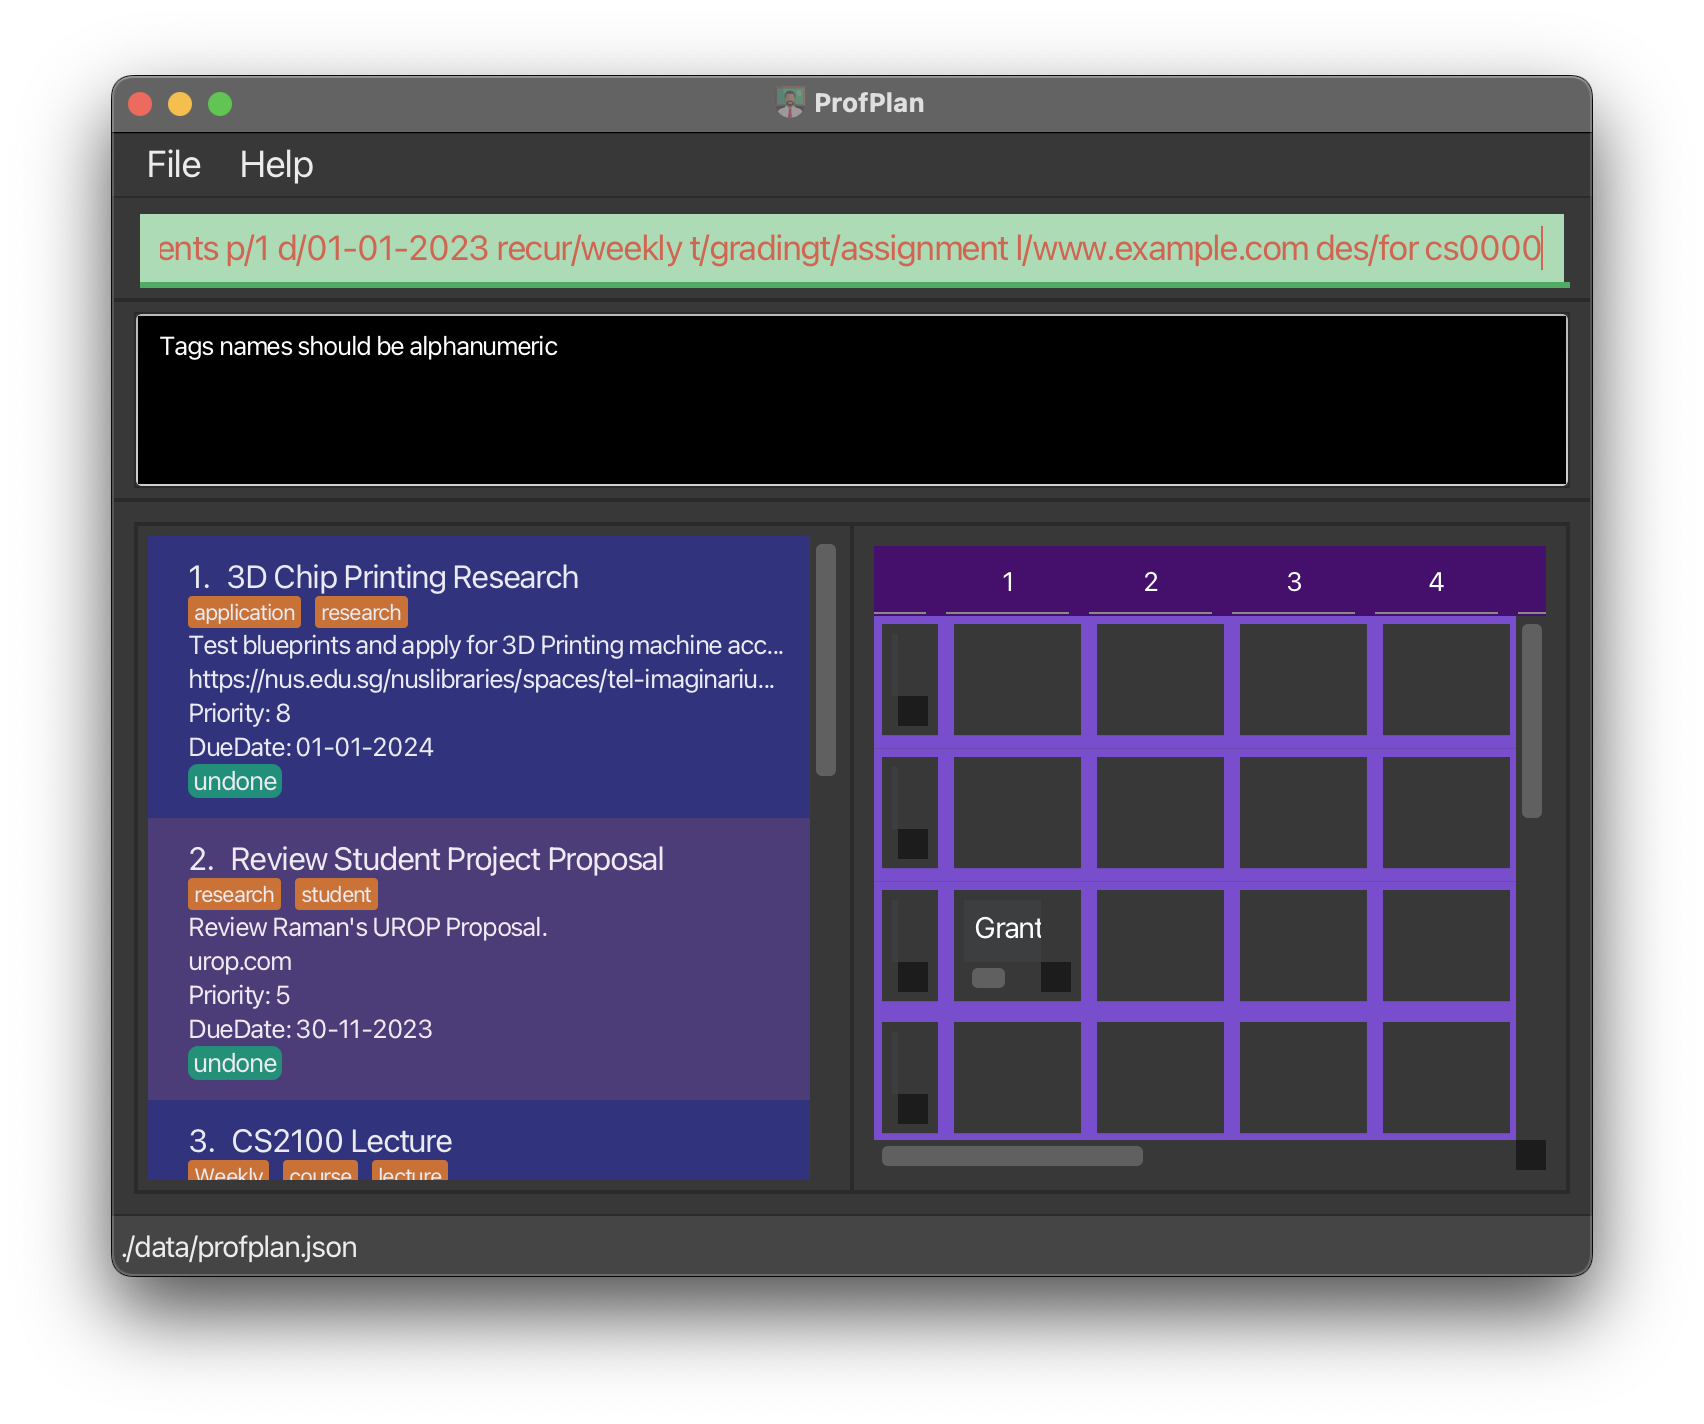 ProfPlan
File Help
ents p/1 d/01-01-2023 recur/weekly t/gradingt/assignment l/www.example.com des/for cs0000
Tags names should be alphanumeric
1. 3D Chip Printing Research
application research
Test blueprints and apply for 3D Printing machine acc...
https://nus.edu.sg/nuslibraries/spaces/tel-imaginariu...
Priority: 8
DueDate: 01-01-2024
undone
2. Review Student Project Proposal
research student
Review Raman's UROP Proposal.
urop.com
Priority: 5
DueDate: 30-11-2023
undone
3. CS2100 Lecture
Weekly course lecture
1 2 3 4
Grant
./data/profplan.json